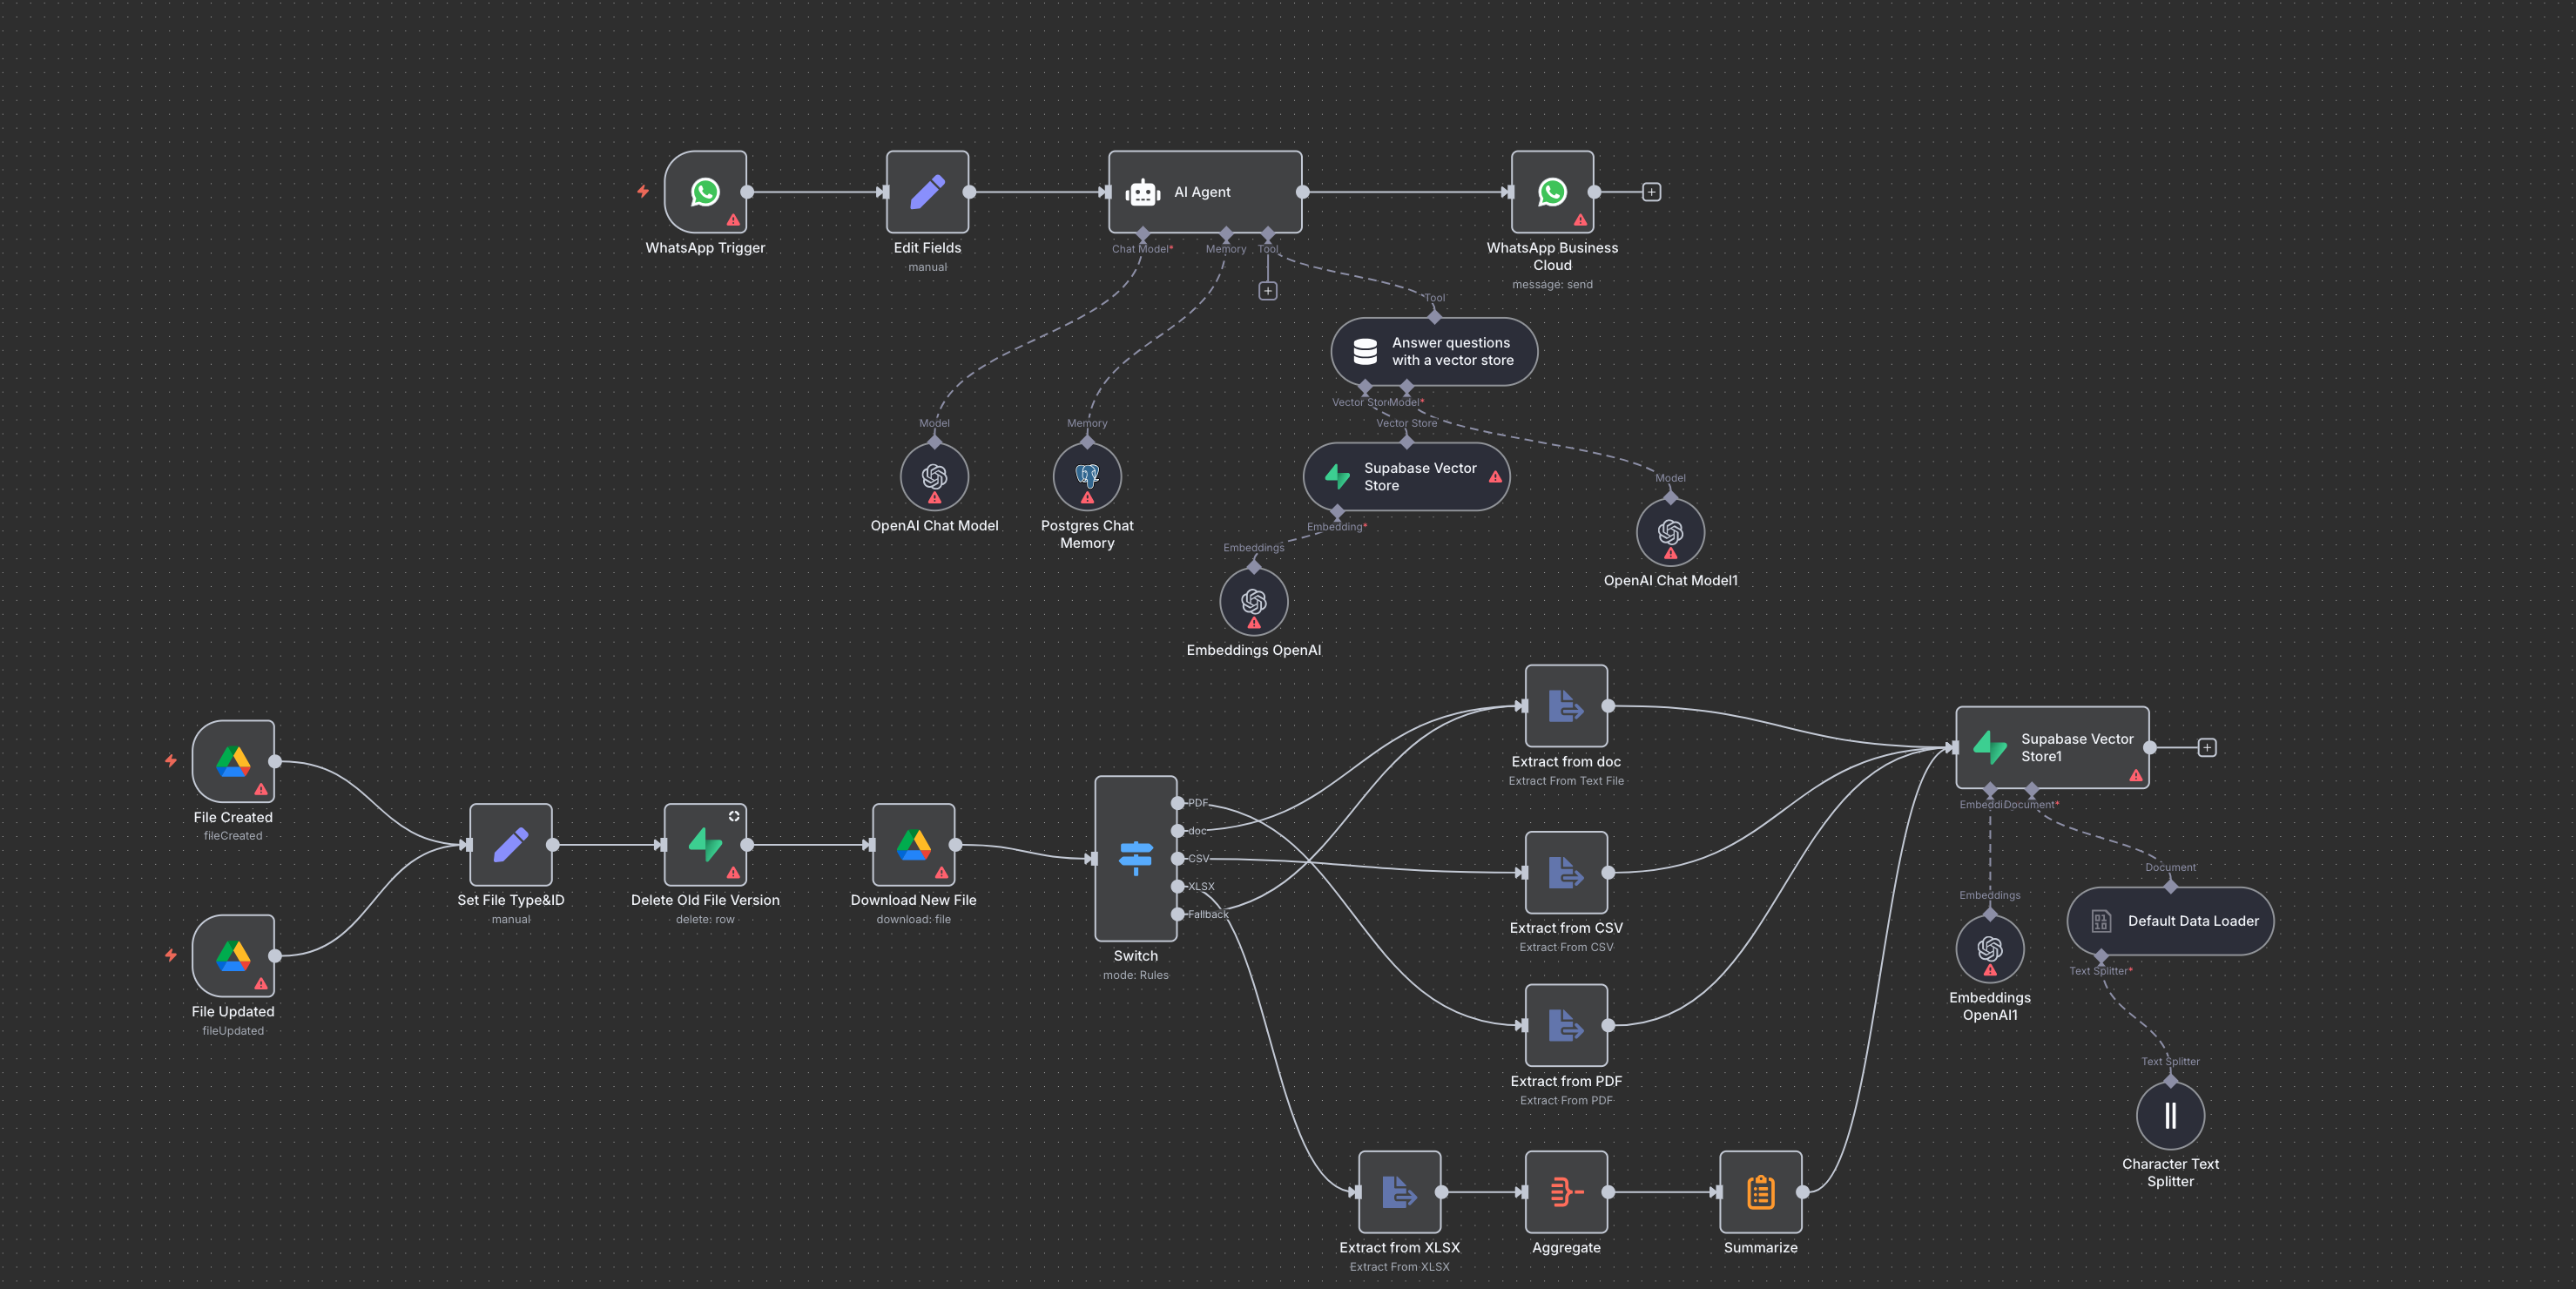 WhatsApp Trigger
Edit Fields
manual
AI Agent
Chat Model*
Memory
Tool
WhatsApp Business
Cloud
message: send
Tool
Answer questions
with a vector store
Vector Stor
Model*
Model
Memory
Vector Store
OpenAI Chat Model
Postgres Chat
Memory
Supabase Vector
Store
Embedding*
Model
OpenAI Chat Model1
Embeddings
Embeddings OpenAI
File Created
fileCreated
File Updated
fileUpdated
Set File Type&ID
manual
Delete Old File Version
delete: row
Download New File
download: file
PDF
doc
CSV
XLSX
Fallback
Switch
mode: Rules
Extract from doc
Extract From Text File
Extract from CSV
Extract From CSV
Extract from PDF
Extract From PDF
Extract from XLSX
Extract From XLSX
Aggregate
Summarize
Supabase Vector
Store1
Embeddi
Document*
Embeddings
Embeddings
OpenAI1
Document
01
10
Default Data Loader
Text Splitter*
Text Splitter
Character Text
Splitter